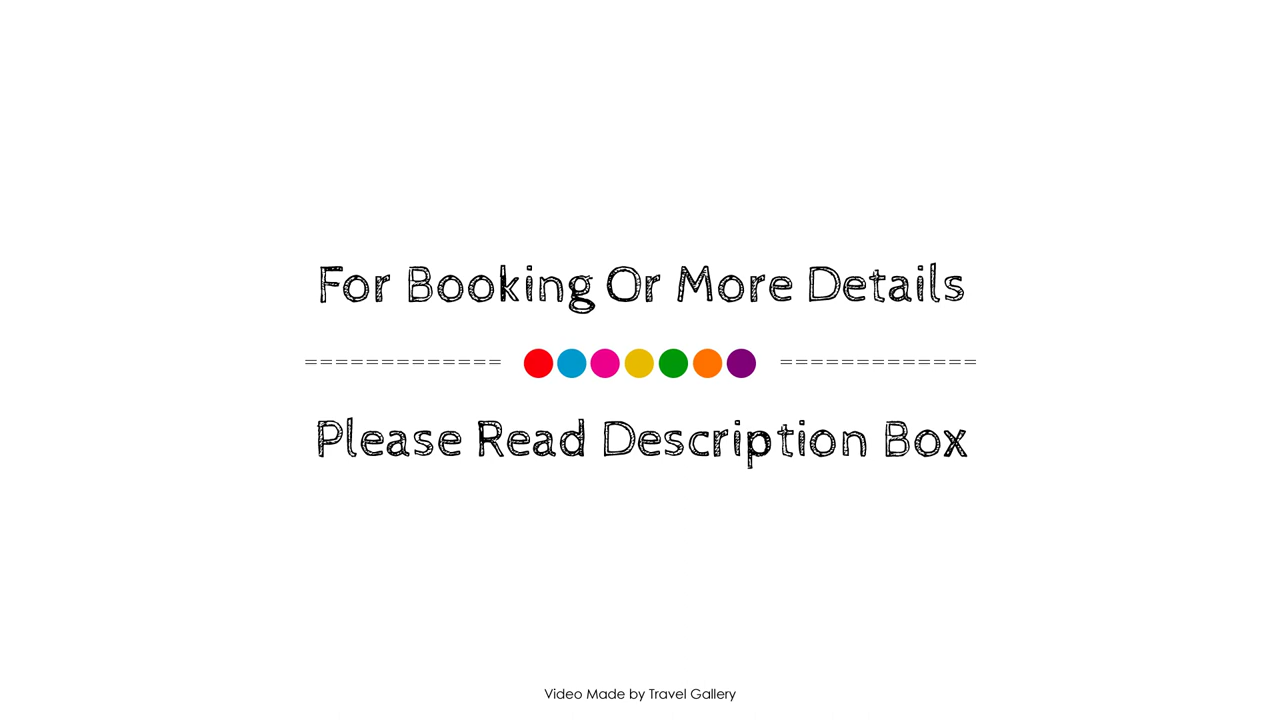 For Booking Or More Details
============= =============
Please Read Description Box
Video Made by Travel Gallery